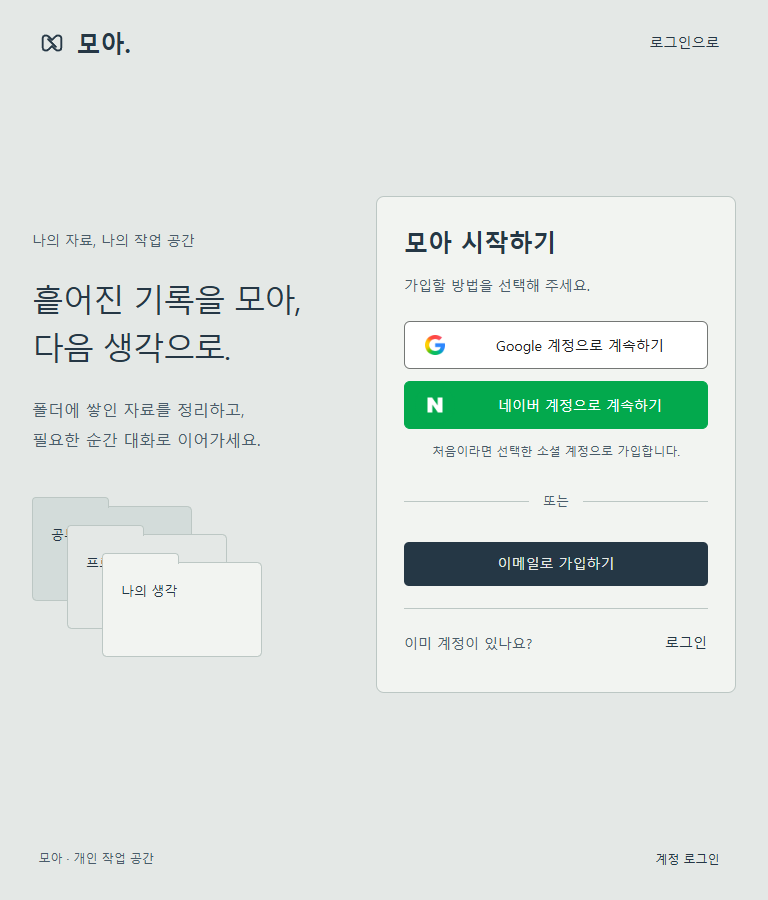 모아.
로그인으로
나의 자료, 나의 작업 공간
흩어진 기록을 모아,
다음 생각으로.
폴더에 쌓인 자료를 정리하고,
필요한 순간 대화로 이어가세요.
나의 생각
모아 시작하기
가입할 방법을 선택해 주세요.
Google 계정으로 계속하기
네이버 계정으로 계속하기
처음이라면 선택한 소셜 계정으로 가입합니다.
또는
이메일로 가입하기
이미 계정이 있나요?
로그인
모아 · 개인 작업 공간
계정 로그인